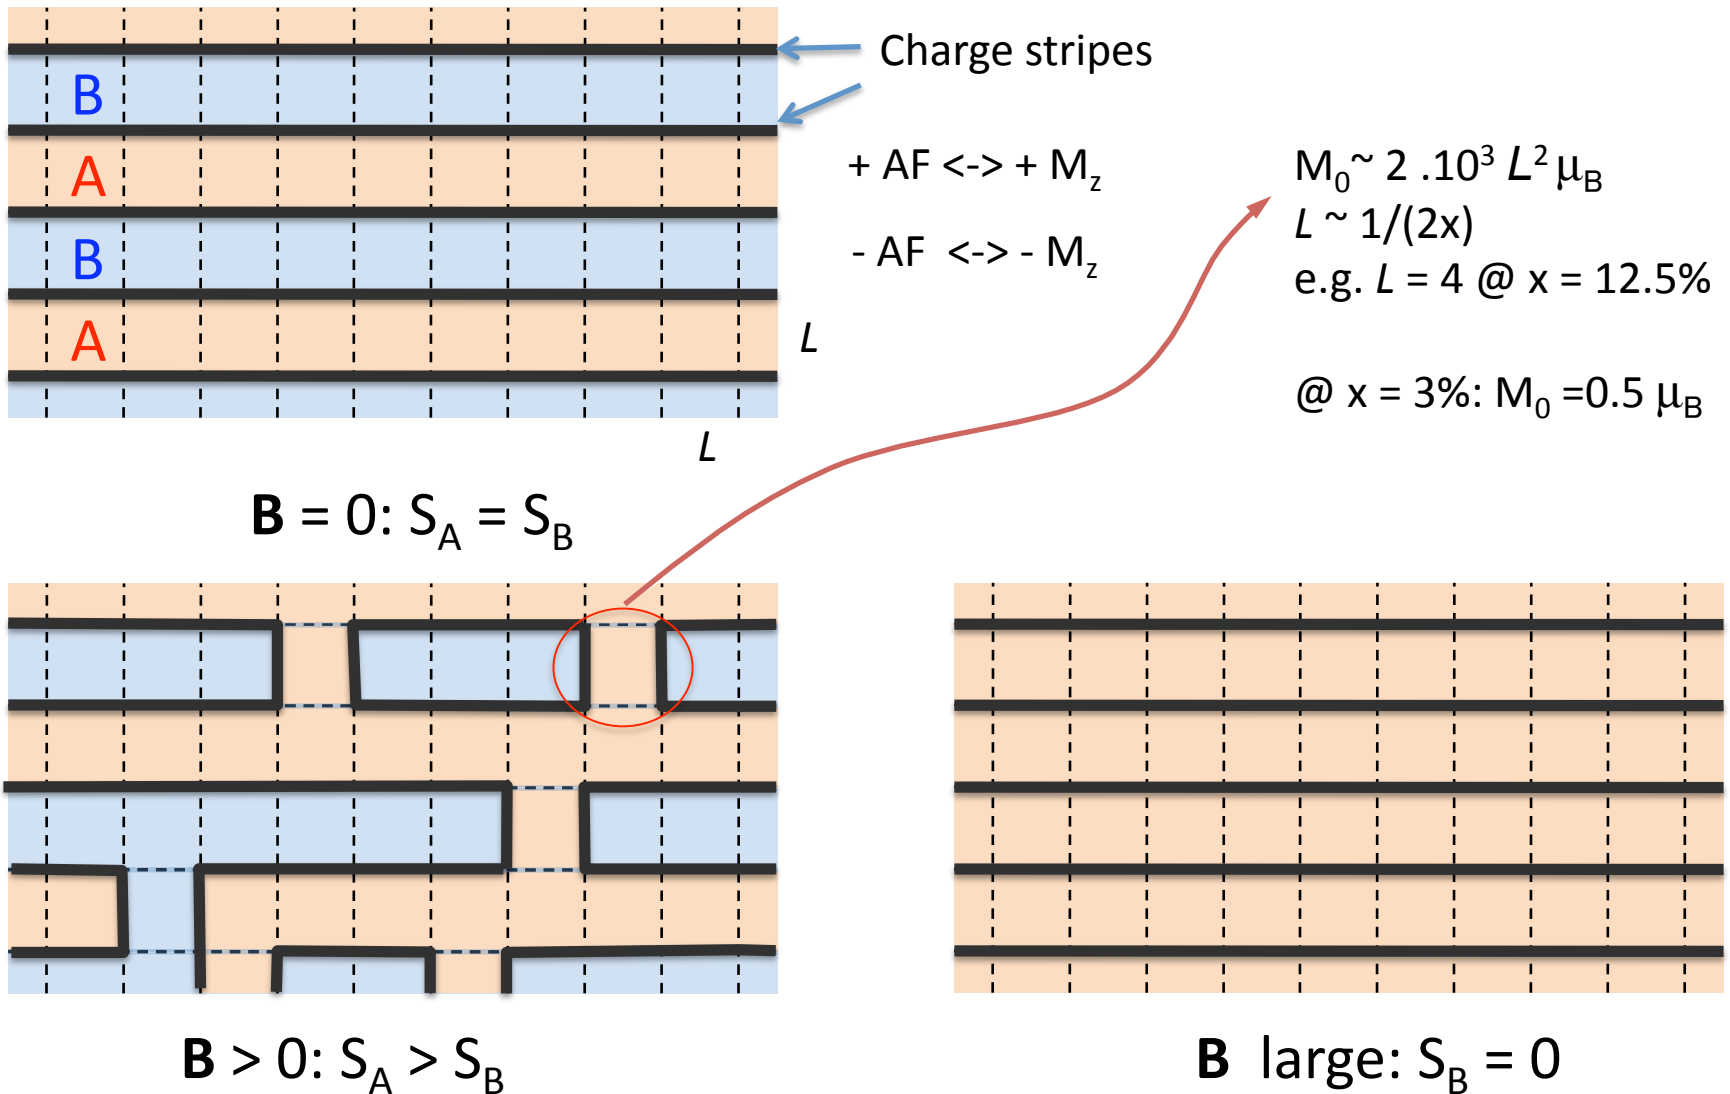 Charge stripes
B
A
B
A
+ AF <-> + Mz
- AF <-> - Mz
L
L
M0~ 2 .10³ L² μB
L ~ 1/(2x)
e.g. L = 4 @ x = 12.5%
@ x = 3%: M0 =0.5 μB
B = 0: SA = SB
B > 0: SA > SB
B large: SB = 0